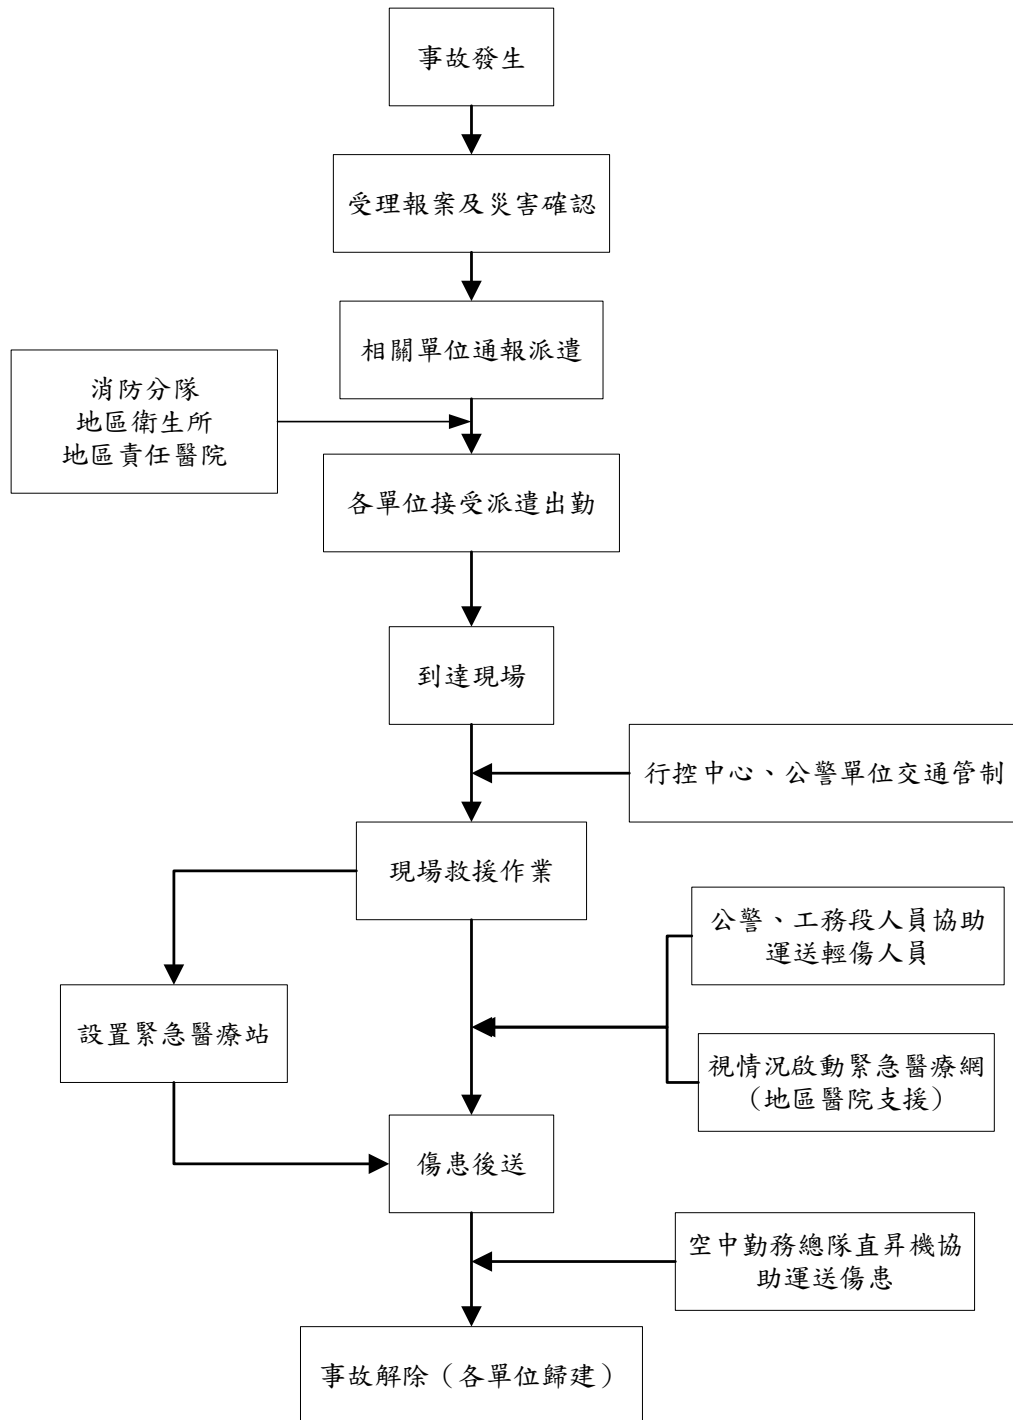 事故發生
受理報案及災害確認
相關單位通報派遣
消防分隊
地區衛生所
地區責任醫院
各單位接受派遣出勤
到達現場
行控中心、公警單位交通管制
現場救援作業
公警、工務段人員協助
運送輕傷人員
設置緊急醫療站
視情況啟動緊急醫療網
（地區醫院支援）
傷患後送
空中勤務總隊直昇機協
助運送傷患
事故解除（各單位歸建）